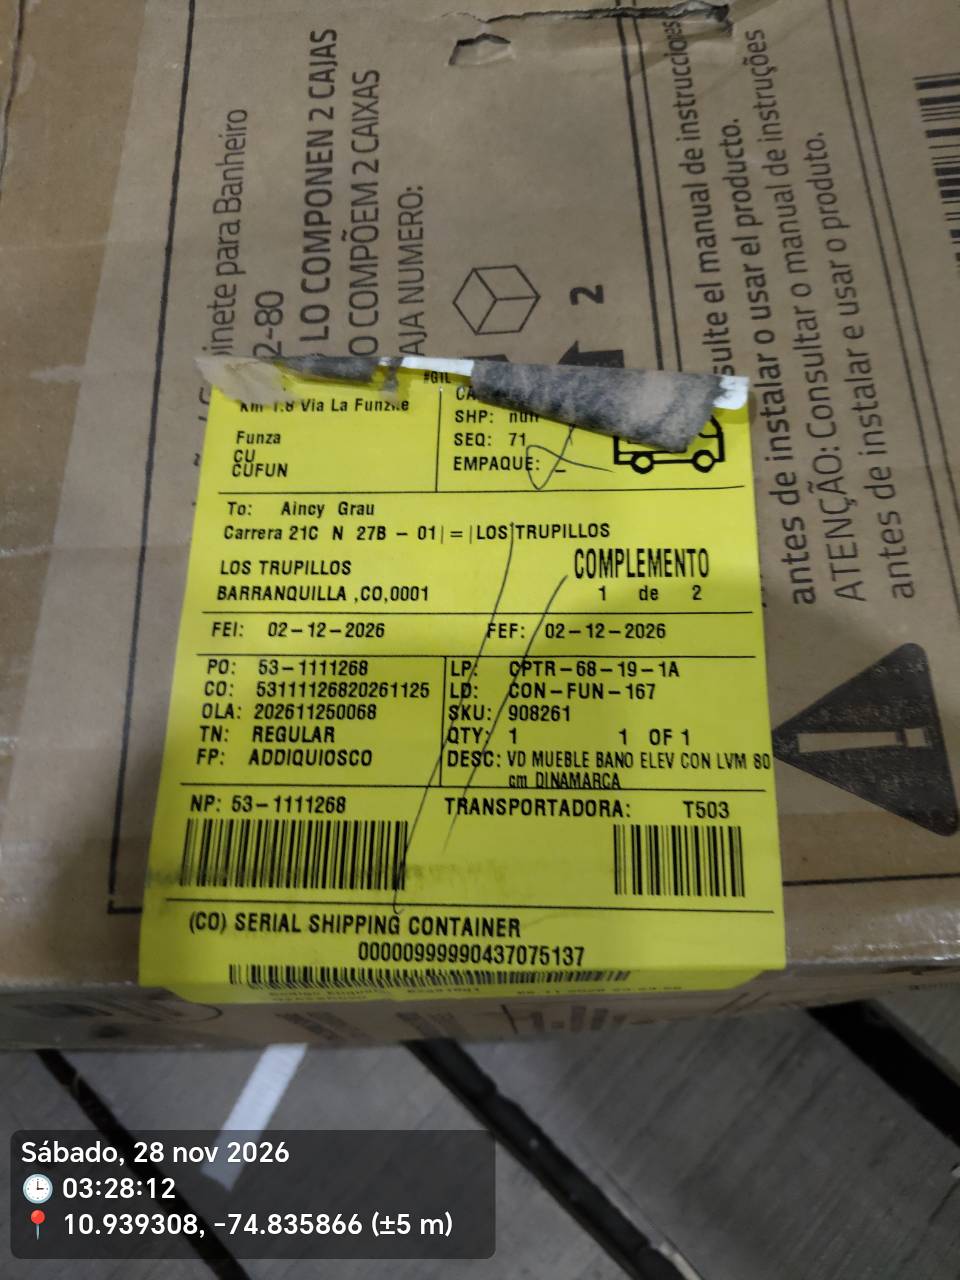 inete para Banheiro
2-80
LO COMPONEN 2 CAJAS
O COMPÕEM 2 CAIXAS
AJA NUMERO:
2
sulte el manual de instrucciones
antes de instalar o usar el producto.
ATENÇÃO: Consultar o manual de instruções
antes de instalar e usar o produto.
#GIL
Km 1.8 Via La Funzhe
Funza
CU
CUFUN
CA
SHP: null
SEQ: 71
EMPAQUE: _
To: Aincy Grau
Carrera 21C N 27B - 01|=|LOS TRUPILLOS
LOS TRUPILLOS
BARRANQUILLA ,CO,0001
COMPLEMENTO
1 de 2
FEI: 02-12-2026
FEF: 02-12-2026
PO: 53-1111268
CO: 53111126820261125
OLA: 202611250068
TN: REGULAR
FP: ADDIQUIOSCO
LP: CPTR-68-19-1A
LD: CON-FUN-167
SKU: 908261
QTY: 1 1 OF 1
DESC: VD MUEBLE BANO ELEV CON LVM 80
cm DINAMARCA
NP: 53-1111268
TRANSPORTADORA: T503
(CO) SERIAL SHIPPING CONTAINER
00000999990437075137
Sábado, 28 nov 2026
03:28:12
10.939308, -74.835866 (±5 m)